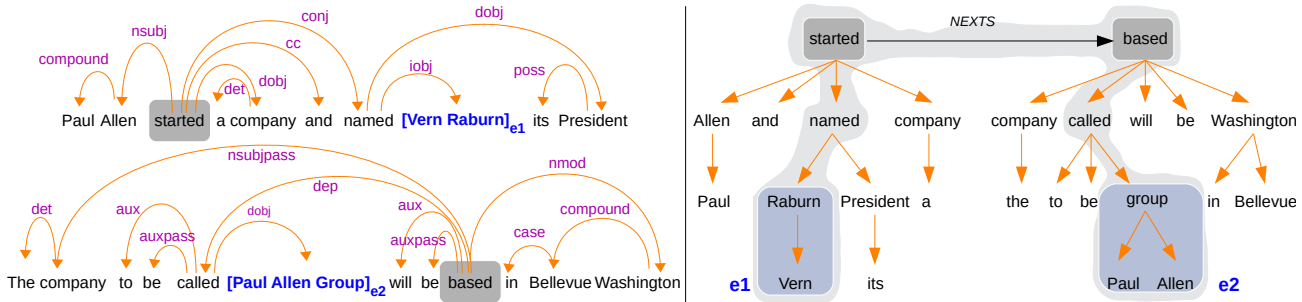 conj
dobj
nsubj
cc
compound
iobj
poss
dobj
det
Paul Allen started a company and named [Vern Raburn]e1 its President
nsubjpass
nmod
dep
det
aux
dobj
aux
compound
auxpass
auxpass
case
The company to be called [Paul Allen Group]e2 will be based in Bellevue Washington
NEXTS
started based
Allen and named company company called will be Washington
Paul Raburn President a the to be group in Bellevue
e1 Vern its Paul Allen e2